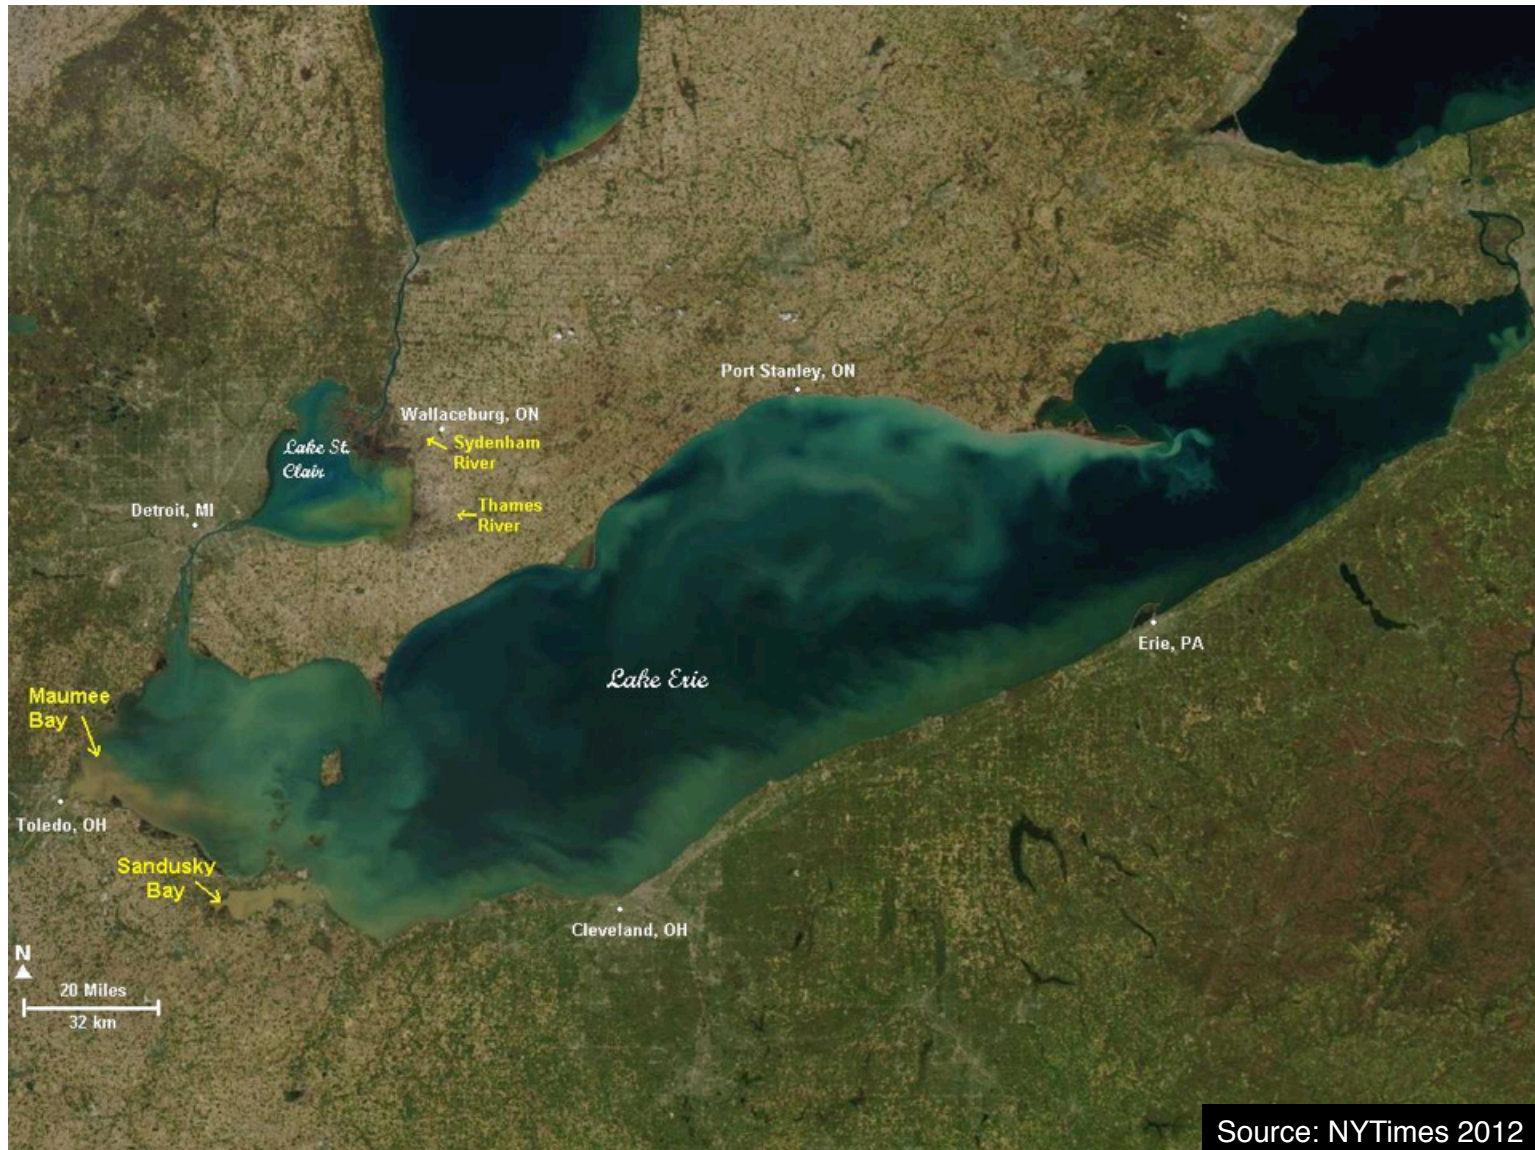 Port Stanley, ON
Wallaceburg, ON
Sydenham
River
Lake St.
Clair
Thames
River
Detroit, MI
Erie, PA
Lake Erie
Maumee
Bay
Toledo, OH
Sandusky
Bay
Cleveland, OH
N
20 Miles
32 km
Source: NYTimes 2012